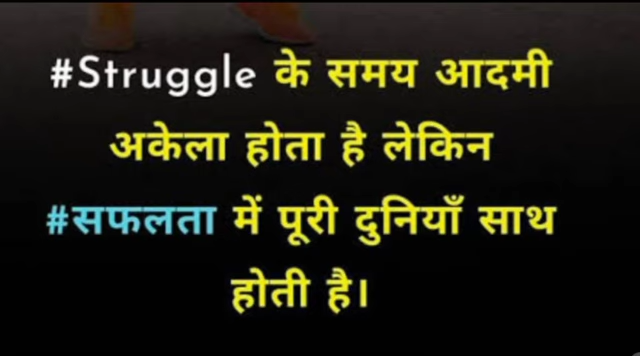 #Struggle के समय आदमी
अकेला होता है लेकिन
#सफलता में पूरी दुनियाँ साथ
होती है।